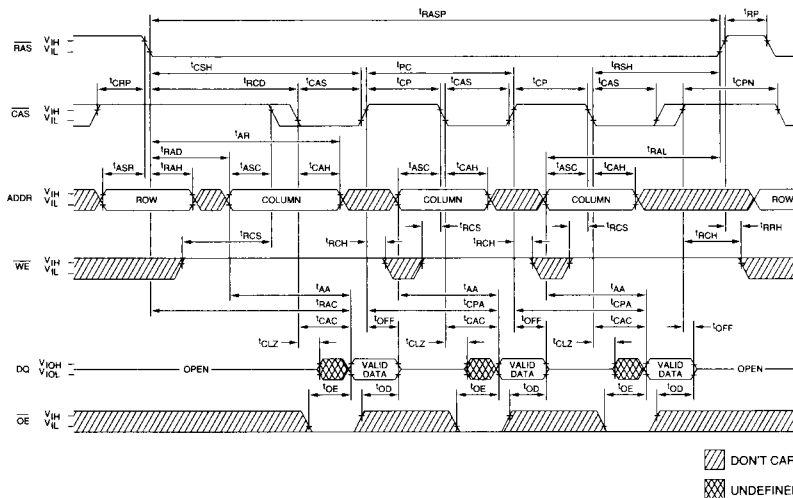 tRASP
tRP
RAS VIH
VIL
tCSH
tPC
tRSH
tCRP
tRCD
tCAS
tCP
tCAS
tCP
tCAS
tCPN
CAS VIH
VIL
tAR
tRAD
tRAL
tASR
tRAH
tASC
tCAH
tASC
tCAH
tASC
tCAH
ADDR VIH
VIL
ROW
COLUMN
COLUMN
COLUMN
ROW
tRCS
tRCH
tRCS
tRCH
tRCS
tRCH
tRRH
WE VIH
VIL
tAA
tAA
tAA
tRAC
tCPA
tCPA
tCAC
tOFF
tCAC
tOFF
tCAC
tOFF
tCLZ
tCLZ
tCLZ
DQ VIOH
VIOL
OPEN
VALID DATA
VALID DATA
VALID DATA
OPEN
tOE
tOD
tOE
tOD
tOE
tOD
OE VIH
VIL
DON'T CAR
UNDEFINE